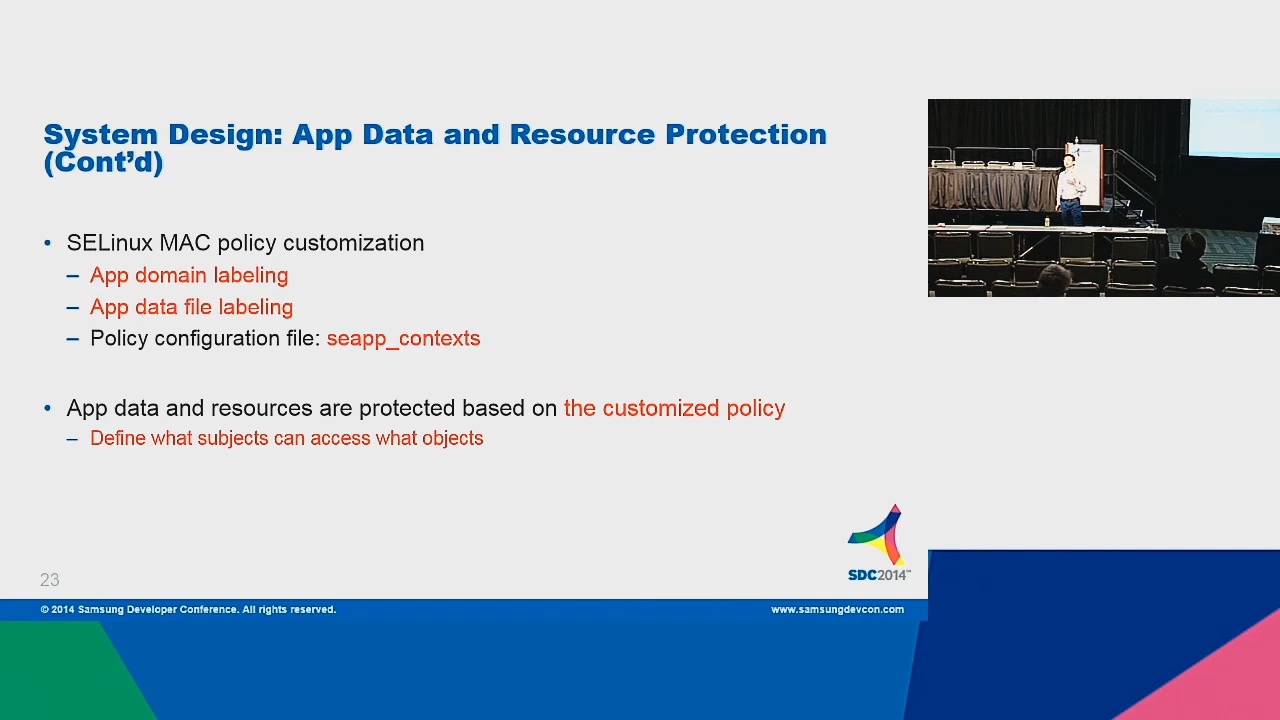 System Design: App Data and Resource Protection
(Cont’d)
• SELinux MAC policy customization
– App domain labeling
– App data file labeling
– Policy configuration file: seapp_contexts
• App data and resources are protected based on the customized policy
– Define what subjects can access what objects
SDC2014™
23
© 2014 Samsung Developer Conference. All rights reserved.
www.samsungdevcon.com